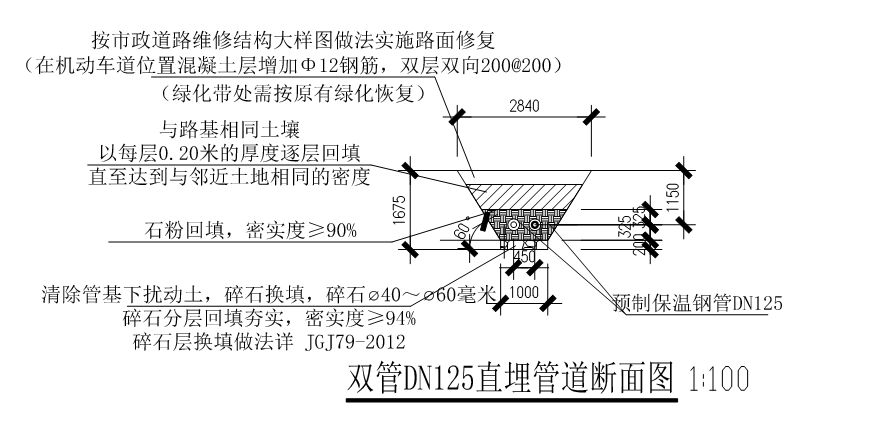 按市政道路维修结构大样图做法实施路面修复
（在机动车道位置混凝土层增加Φ12钢筋，双层双向200@200）
（绿化带处需按原有绿化恢复）
2840
与路基相同土壤
以每层0.20米的厚度逐层回填
直至达到与邻近土地相同的密度
1675
1150
325
325
200
石粉回填，密实度≥90%
60°
450
1000
清除管基下扰动土，碎石换填，碎石⌀40～⌀60毫米
碎石分层回填夯实，密实度≥94%
碎石层换填做法详 JGJ79-2012
预制保温钢管DN125
双管DN125直埋管道断面图 1:100